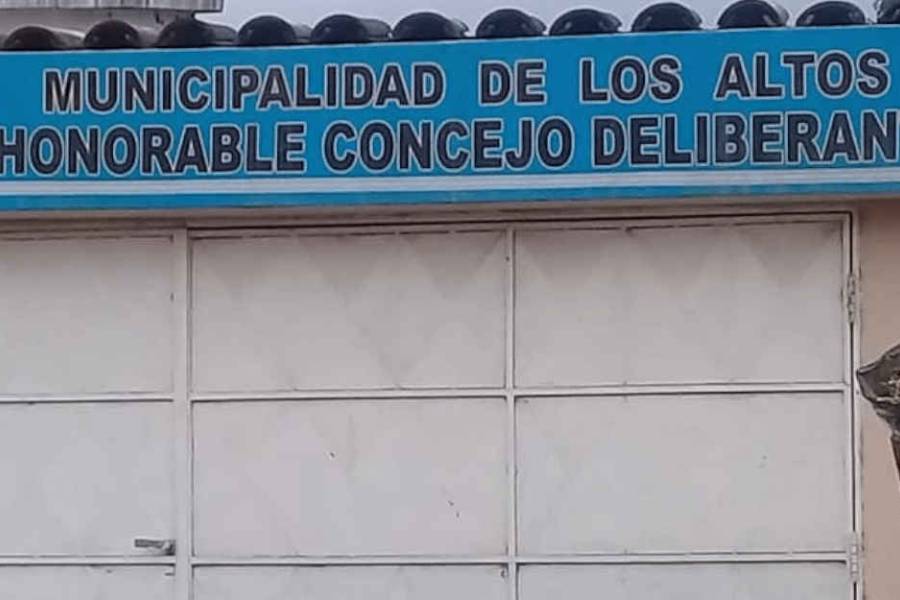 MUNICIPALIDAD DE LOS ALTOS
HONORABLE CONCEJO DELIBERAN